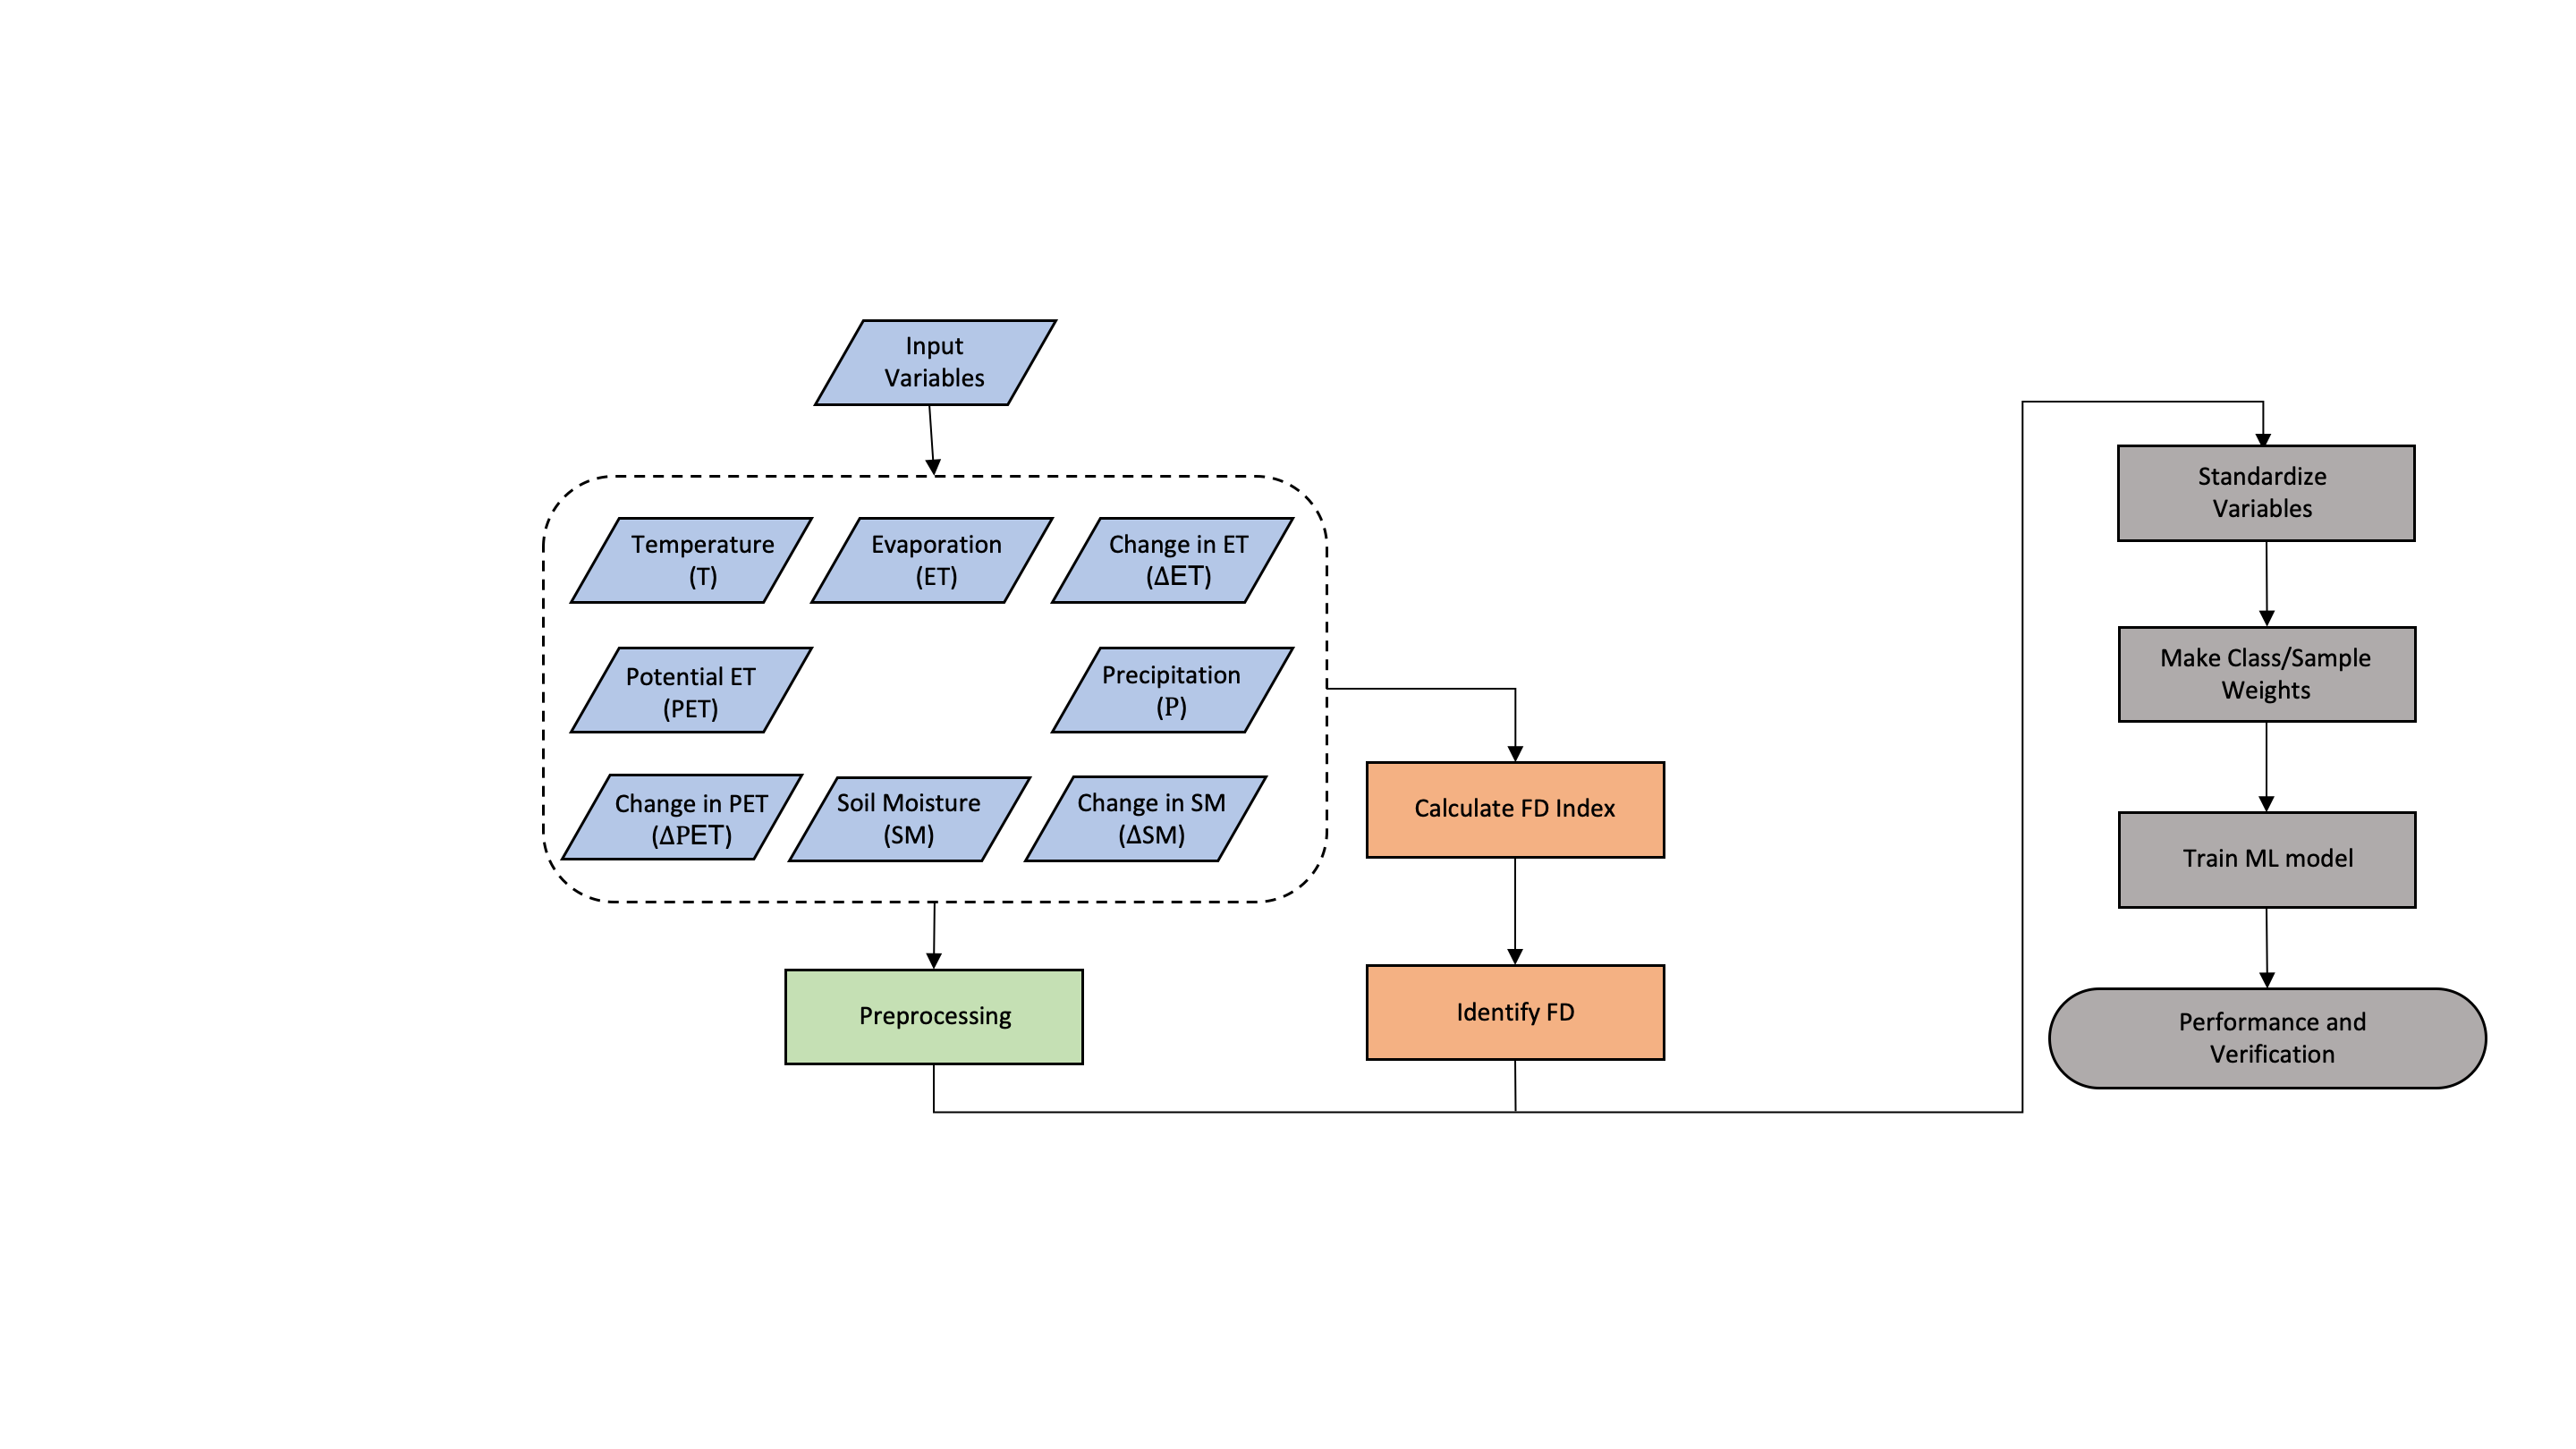 Input
Variables
Temperature
(T)
Evaporation
(ET)
Change in ET
(ΔET)
Potential ET
(PET)
Precipitation
(P)
Change in PET
(ΔPET)
Soil Moisture
(SM)
Change in SM
(ΔSM)
Preprocessing
Calculate FD Index
Identify FD
Standardize
Variables
Make Class/Sample
Weights
Train ML model
Performance and
Verification